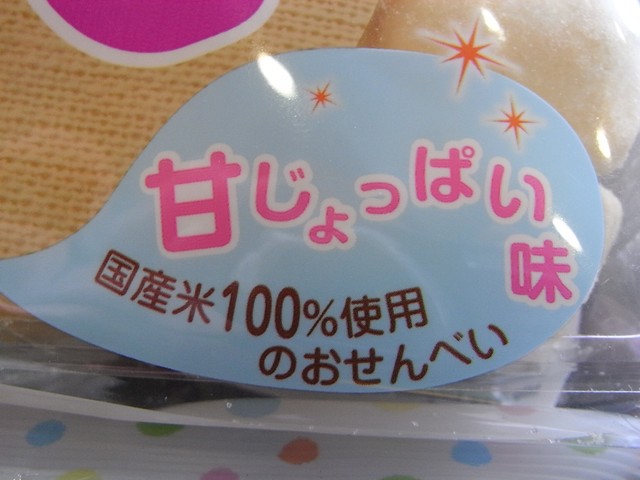 甘じょっぱい
味
国産米100%使用
のおせんべい